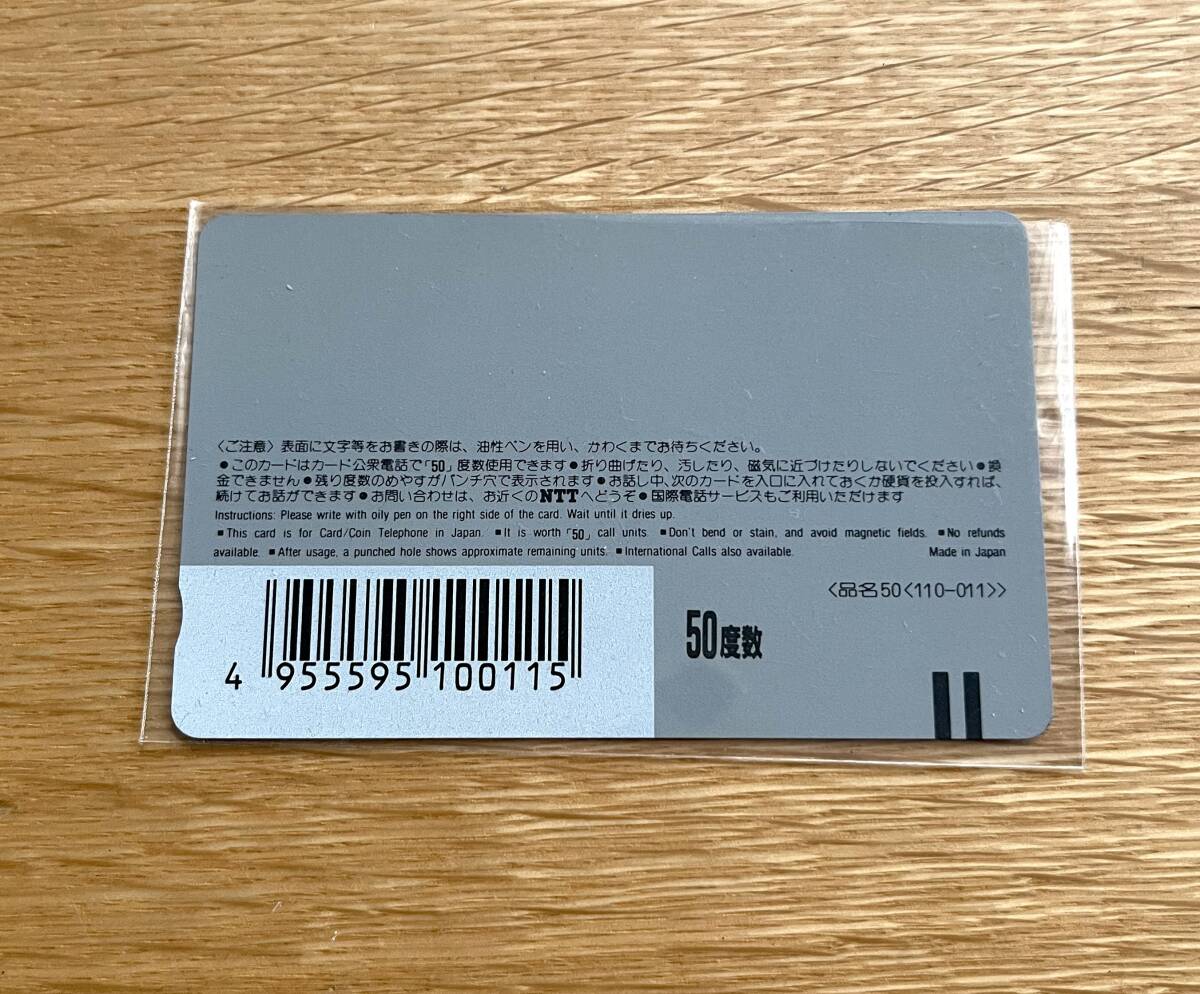 〈ご注意〉表面に文字等をお書きの際は、油性ペンを用い、かわくまでお待ちください。
●このカードはカード公衆電話で「50」度数使用できます●折り曲げたり、汚したり、磁気に近づけたりしないでください●換
金できません●残り度数のめやすがパンチ穴で表示されます●お話し中、次のカードを入口に入れておくか硬貨を投入すれば、
続けてお話ができます●お問い合わせは、お近くのNTTへどうぞ●国際電話サービスもご利用いただけます
Instructions: Please write with oily pen on the right side of the card. Wait until it dries up.
■This card is for Card/Coin Telephone in Japan. ■It is worth「50」call units. ■Don't bend or stain, and avoid magnetic fields. ■No refunds
available. ■After usage, a punched hole shows approximate remaining units. ■International Calls also available. Made in Japan
〈品名50〈110-011〉〉
50度数
4 955595 100115